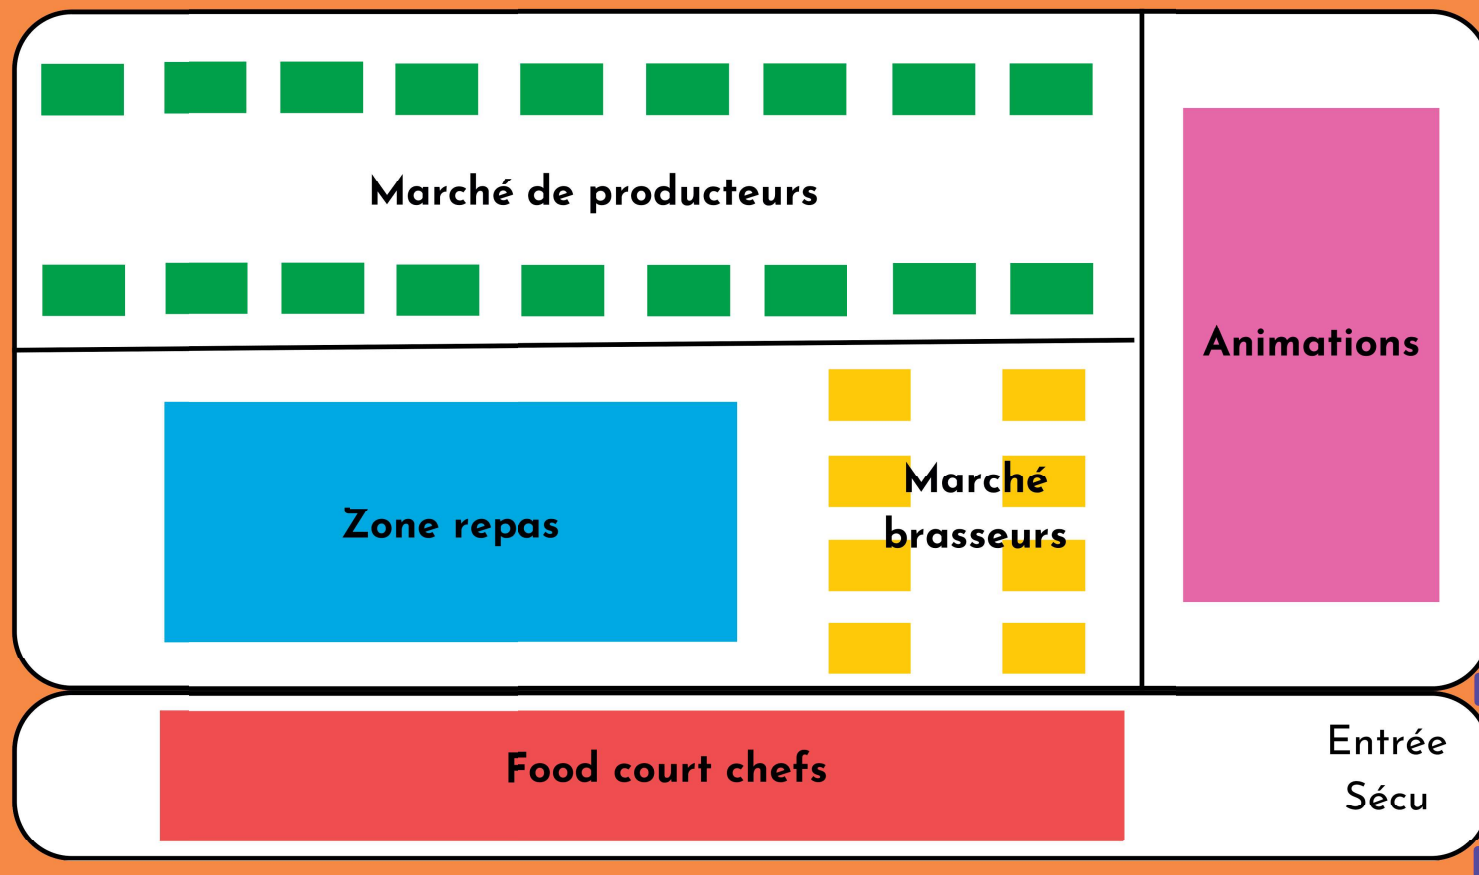 Marché de producteurs
Animations
Zone repas
Marché
brasseurs
Food court chefs
Entrée
Sécu